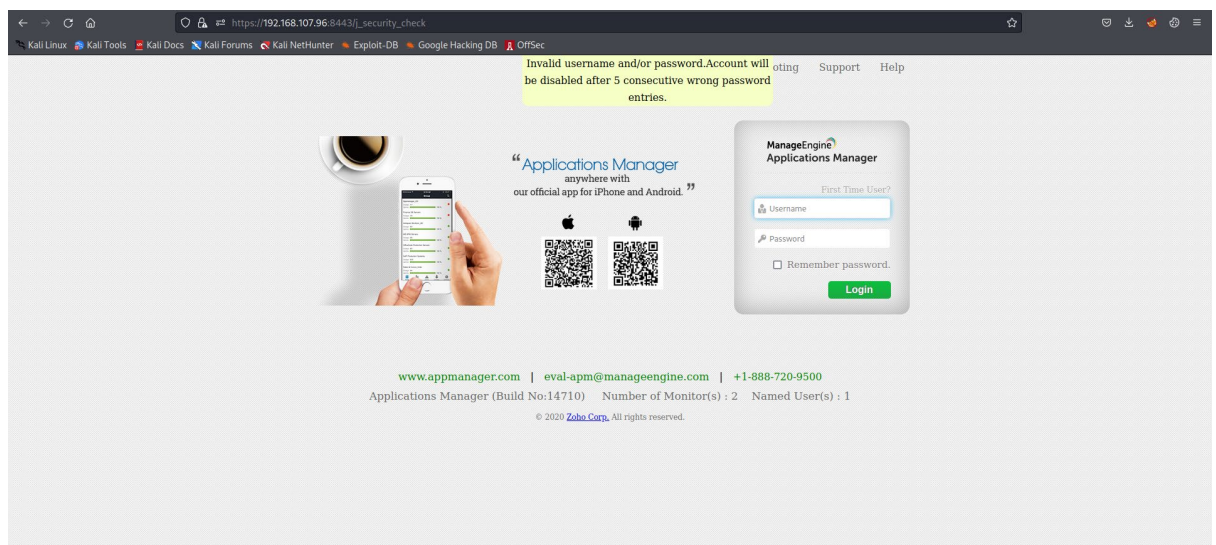 https://192.168.107.96:8443/j_security_check
Kali Linux Kali Tools Kali Docs Kali Forums Kali NetHunter Exploit-DB Google Hacking DB OffSec
Invalid username and/or password.Account will
be disabled after 5 consecutive wrong password
entries.
oting Support Help
“Applications Manager
anywhere with
our official app for iPhone and Android. ”
ManageEngine
Applications Manager
First Time User?
Username
Password
Remember password.
Login
www.appmanager.com | eval-apm@manageengine.com | +1-888-720-9500
Applications Manager (Build No:14710) Number of Monitor(s) : 2 Named User(s) : 1
© 2020 Zoho Corp. All rights reserved.